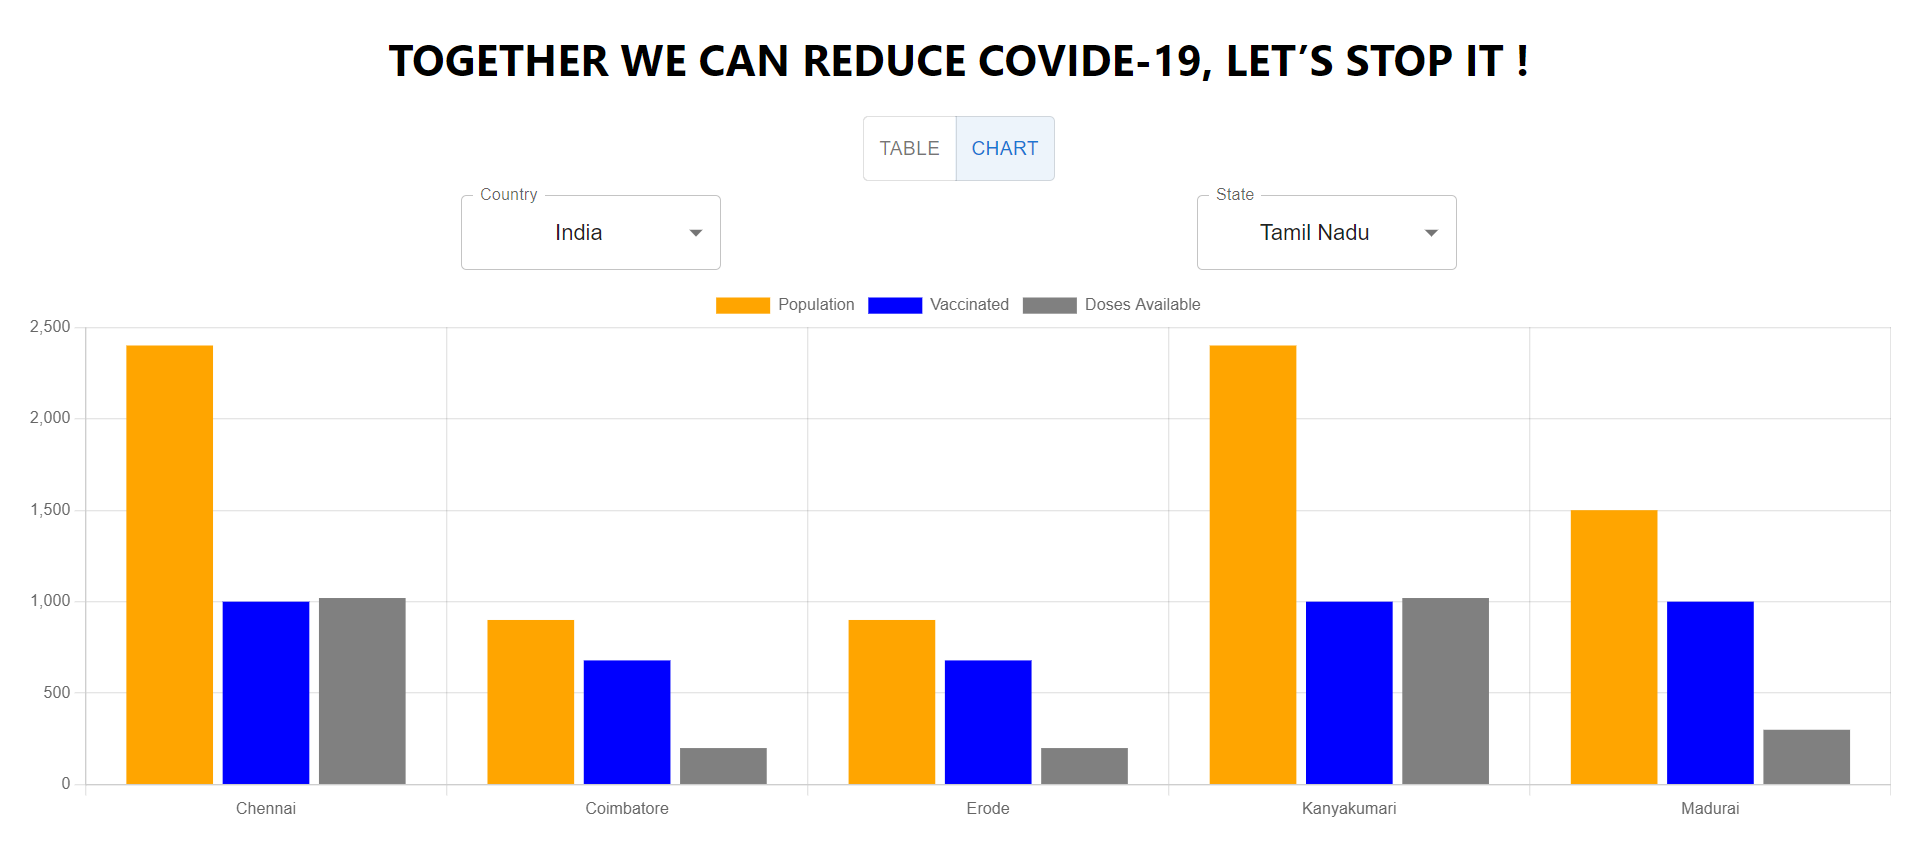 TOGETHER WE CAN REDUCE COVIDE-19, LET’S STOP IT !
TABLE CHART
Country State
India Tamil Nadu
Population Vaccinated Doses Available
2,500
2,000
1,500
1,000
500
0
Chennai Coimbatore Erode Kanyakumari Madurai